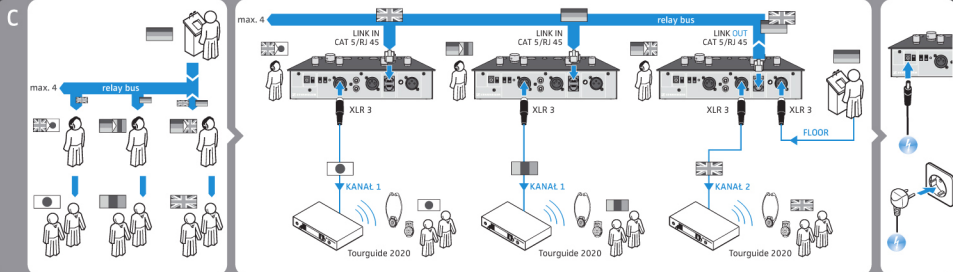 C
max. 4
relay bus
max. 4
relay bus
LINK IN
CAT 5/RJ 45
LINK IN
CAT 5/RJ 45
LINK OUT
CAT 5/RJ 45
XLR 3
XLR 3
XLR 3
XLR 3
FLOOR
KANAŁ 1
KANAŁ 1
KANAŁ 2
Tourguide 2020
Tourguide 2020
Tourguide 2020